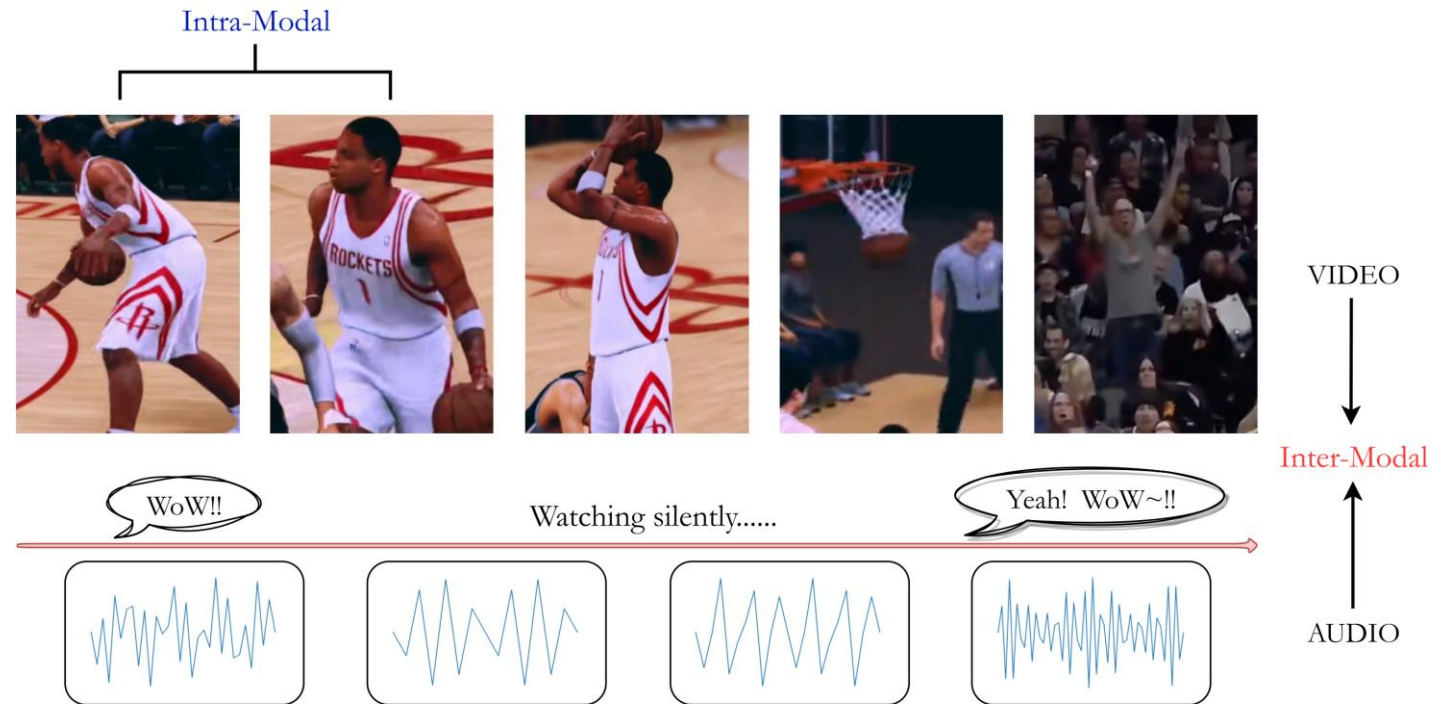 Intra-Modal
ROCKETS
1
1
VIDEO
Inter-Modal
WoW!!
Watching silently......
Yeah! WoW~!!
AUDIO